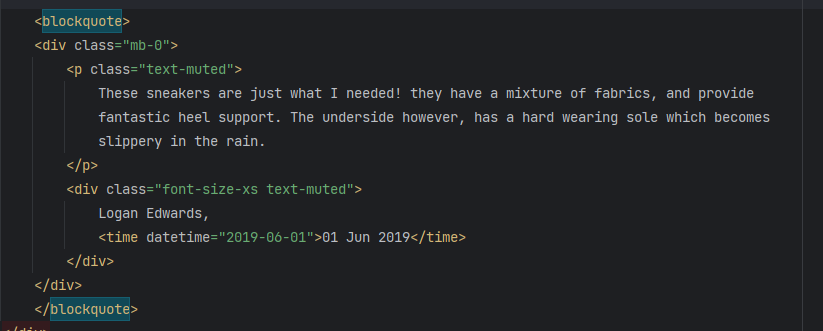 <blockquote>
<div class="mb-0">
<p class="text-muted">
These sneakers are just what I needed! they have a mixture of fabrics, and provide
fantastic heel support. The underside however, has a hard wearing sole which becomes
slippery in the rain.
</p>
<div class="font-size-xs text-muted">
Logan Edwards,
<time datetime="2019-06-01">01 Jun 2019</time>
</div>
</div>
</blockquote>
</div>